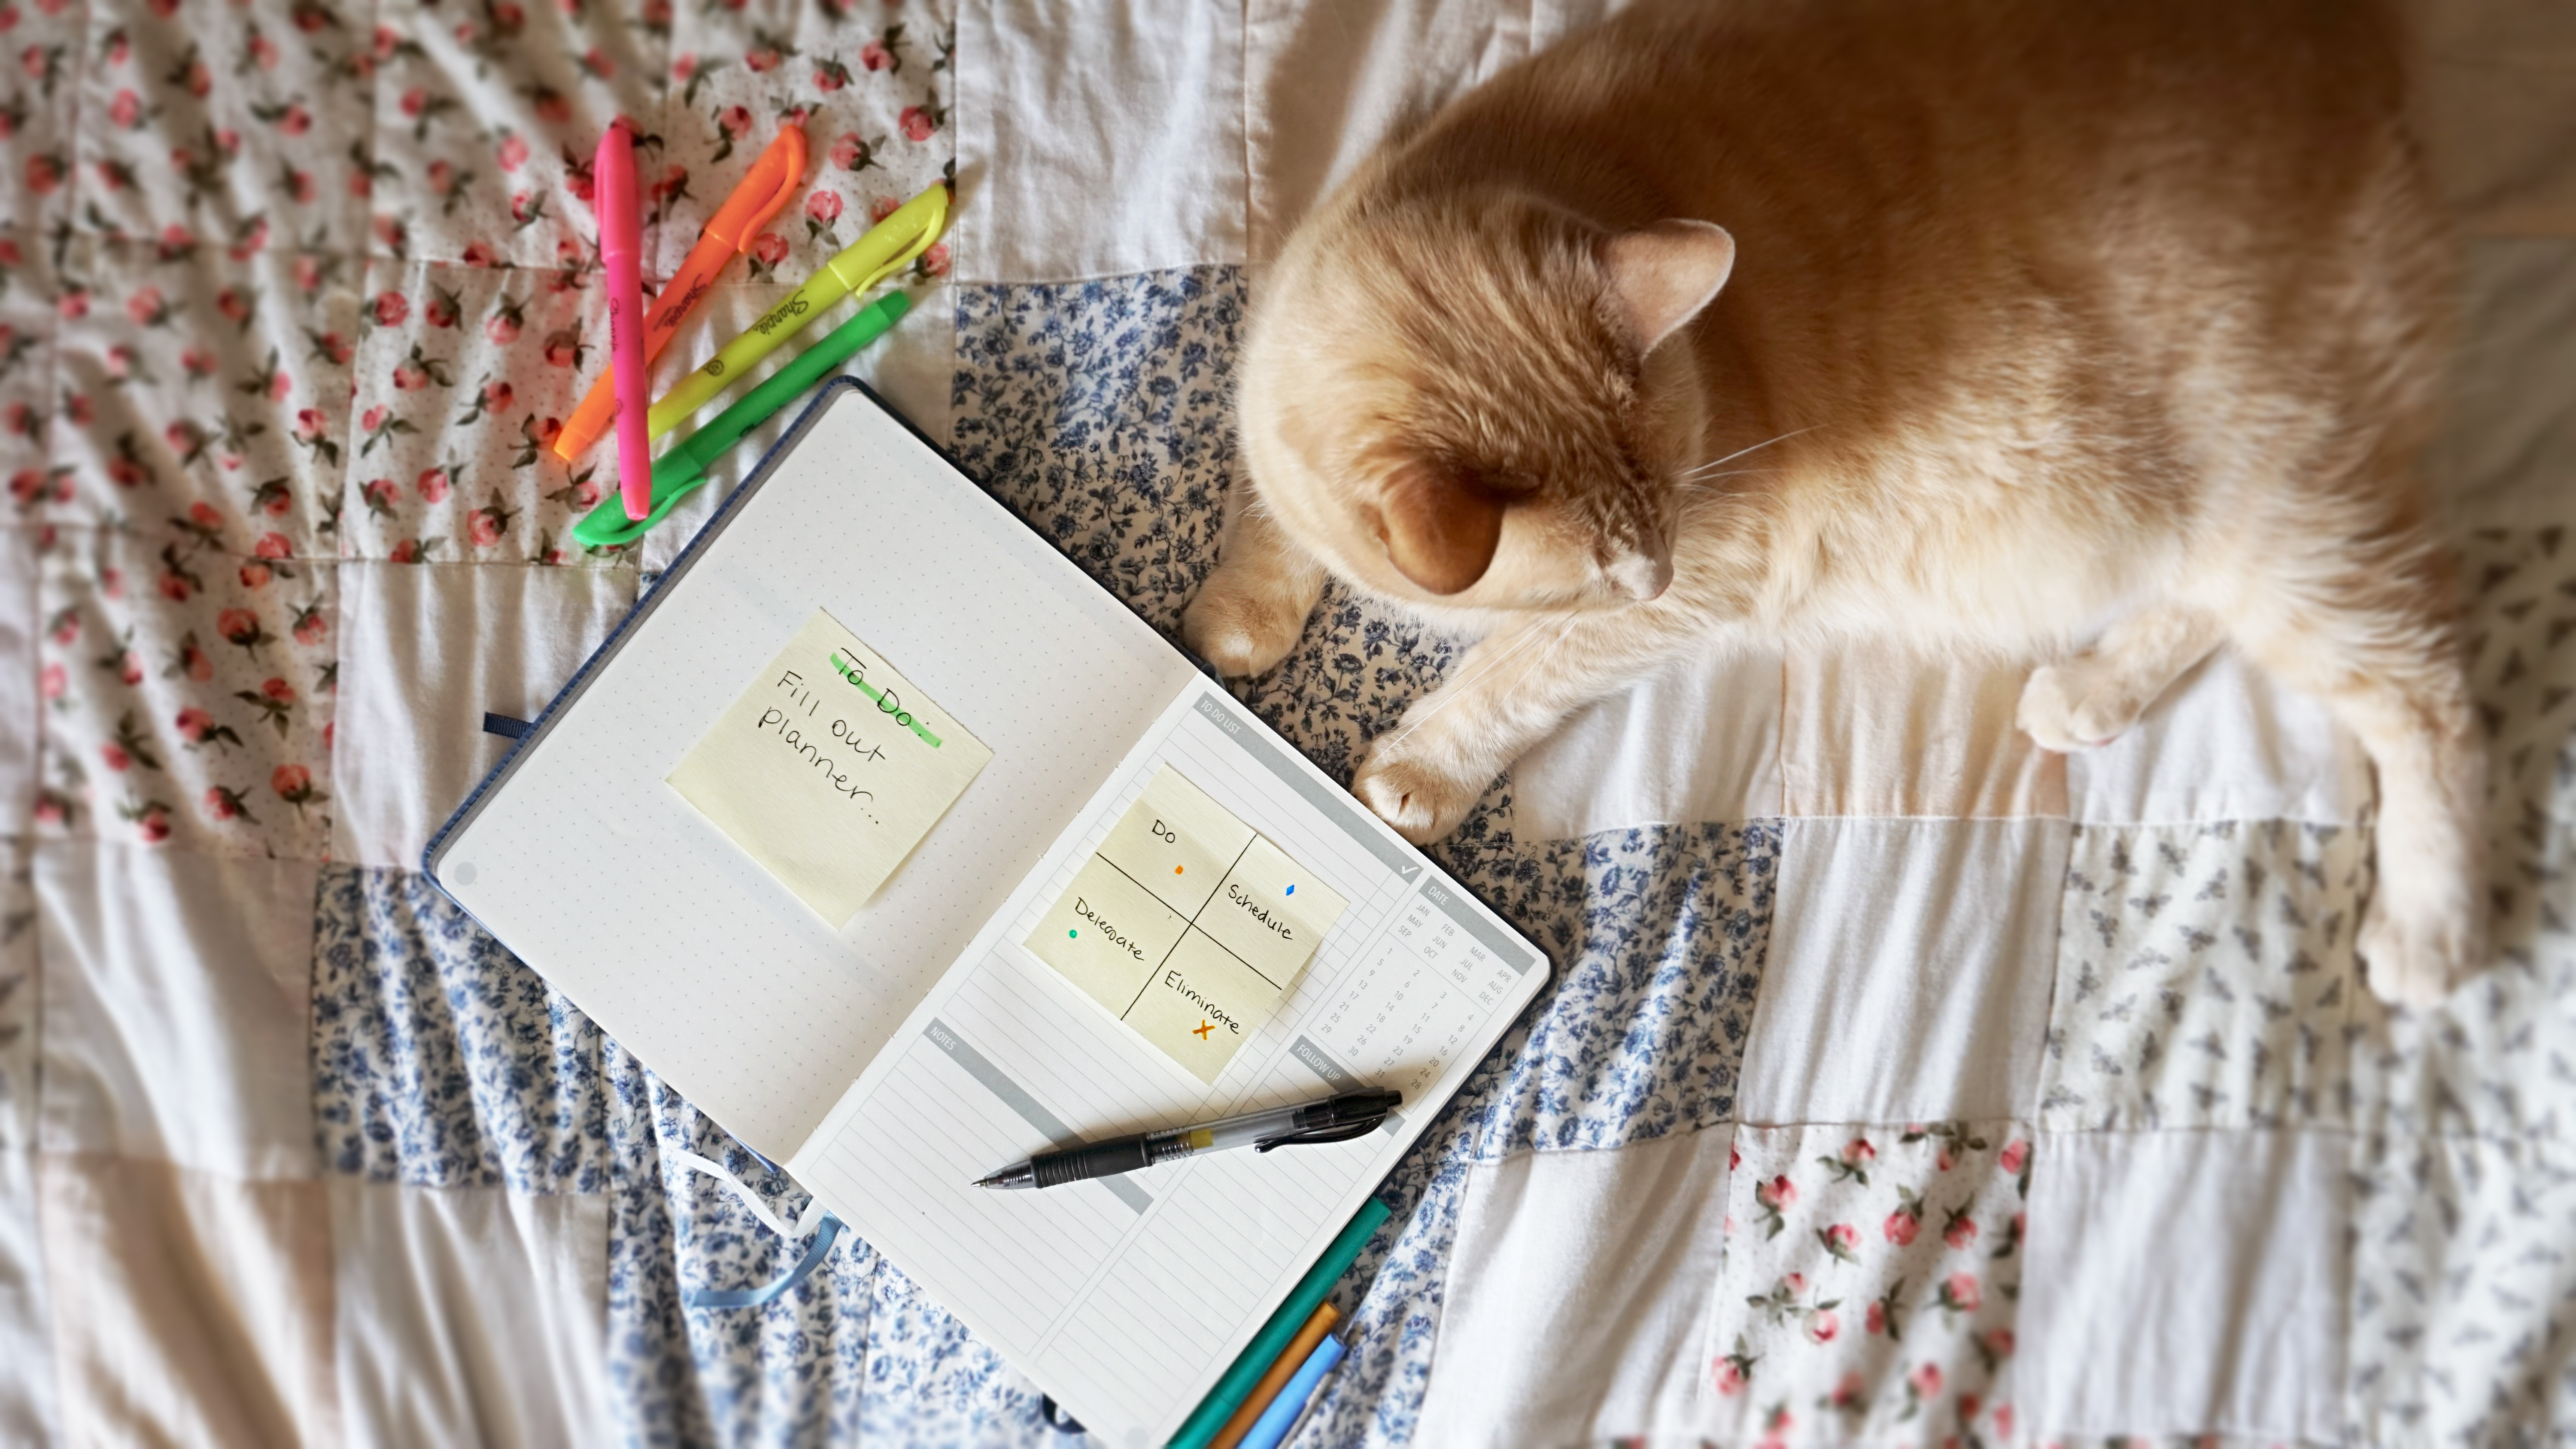 Sharpie
Sharpie
Sharpie
To Do:
Fill out
planner...
TO DO LIST
Do
Schedule
Delegate
Eliminate
DATE
JAN FEB MAR APR
MAY JUN JUL AUG
SEP OCT NOV DEC
1 2 3 4
5 6 7 8
9 10 11 12
13 14 15 16
17 18 19 20
21 22 23 24
25 26 27 28
29 30 31
FOLLOW UP
NOTES